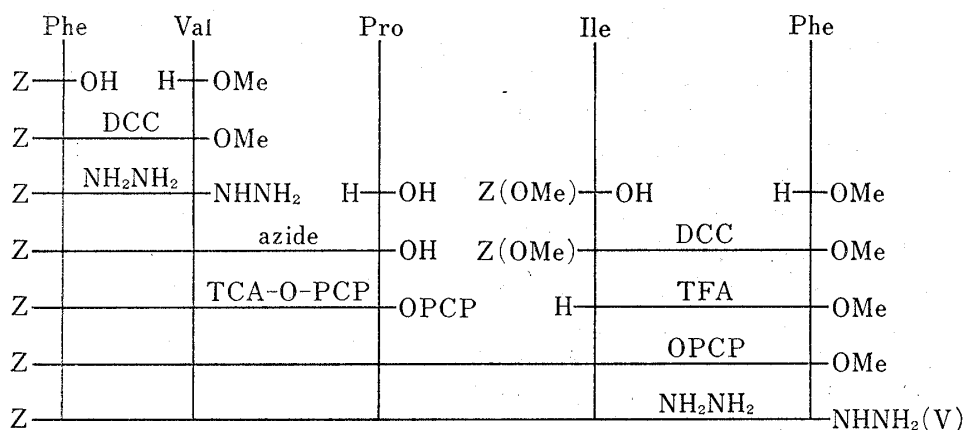 Phe Val Pro Ile Phe
Z OH H OMe
DCC
Z OMe
NH₂NH₂
Z NHNH₂ H OH Z(OMe) OH H OMe
azide DCC
Z OH Z(OMe) OMe
TCA-O-PCP TFA
Z OPCP H OMe
OPCP
Z OMe
NH₂NH₂
Z NHNH₂(V)